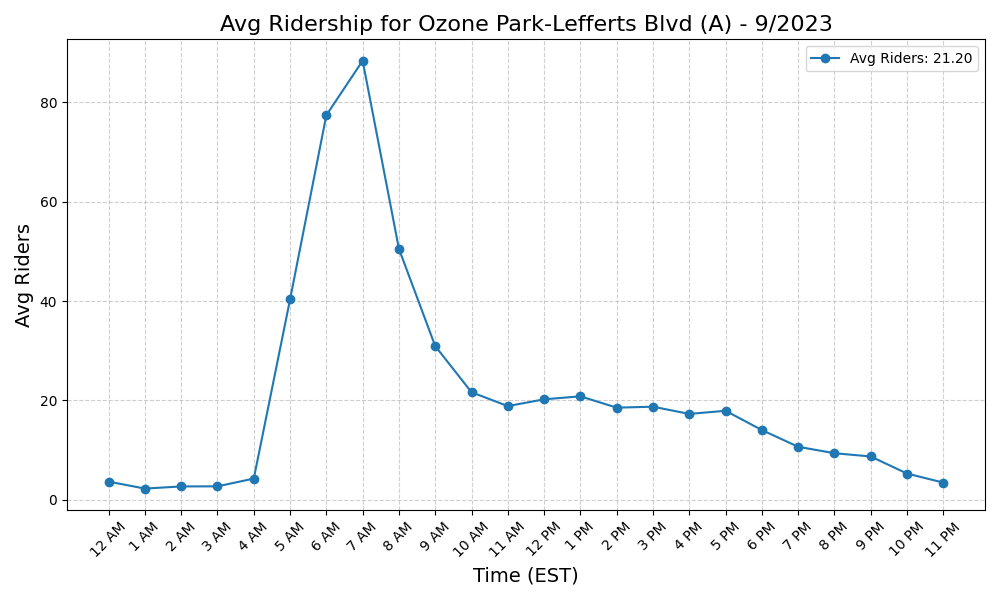 Avg Ridership for Ozone Park-Lefferts Blvd (A) - 9/2023
Avg Riders: 21.20
Avg Riders
80
60
40
20
0
12 AM 1 AM 2 AM 3 AM 4 AM 5 AM 6 AM 7 AM 8 AM 9 AM 10 AM 11 AM 12 PM 1 PM 2 PM 3 PM 4 PM 5 PM 6 PM 7 PM 8 PM 9 PM 10 PM 11 PM
Time (EST)